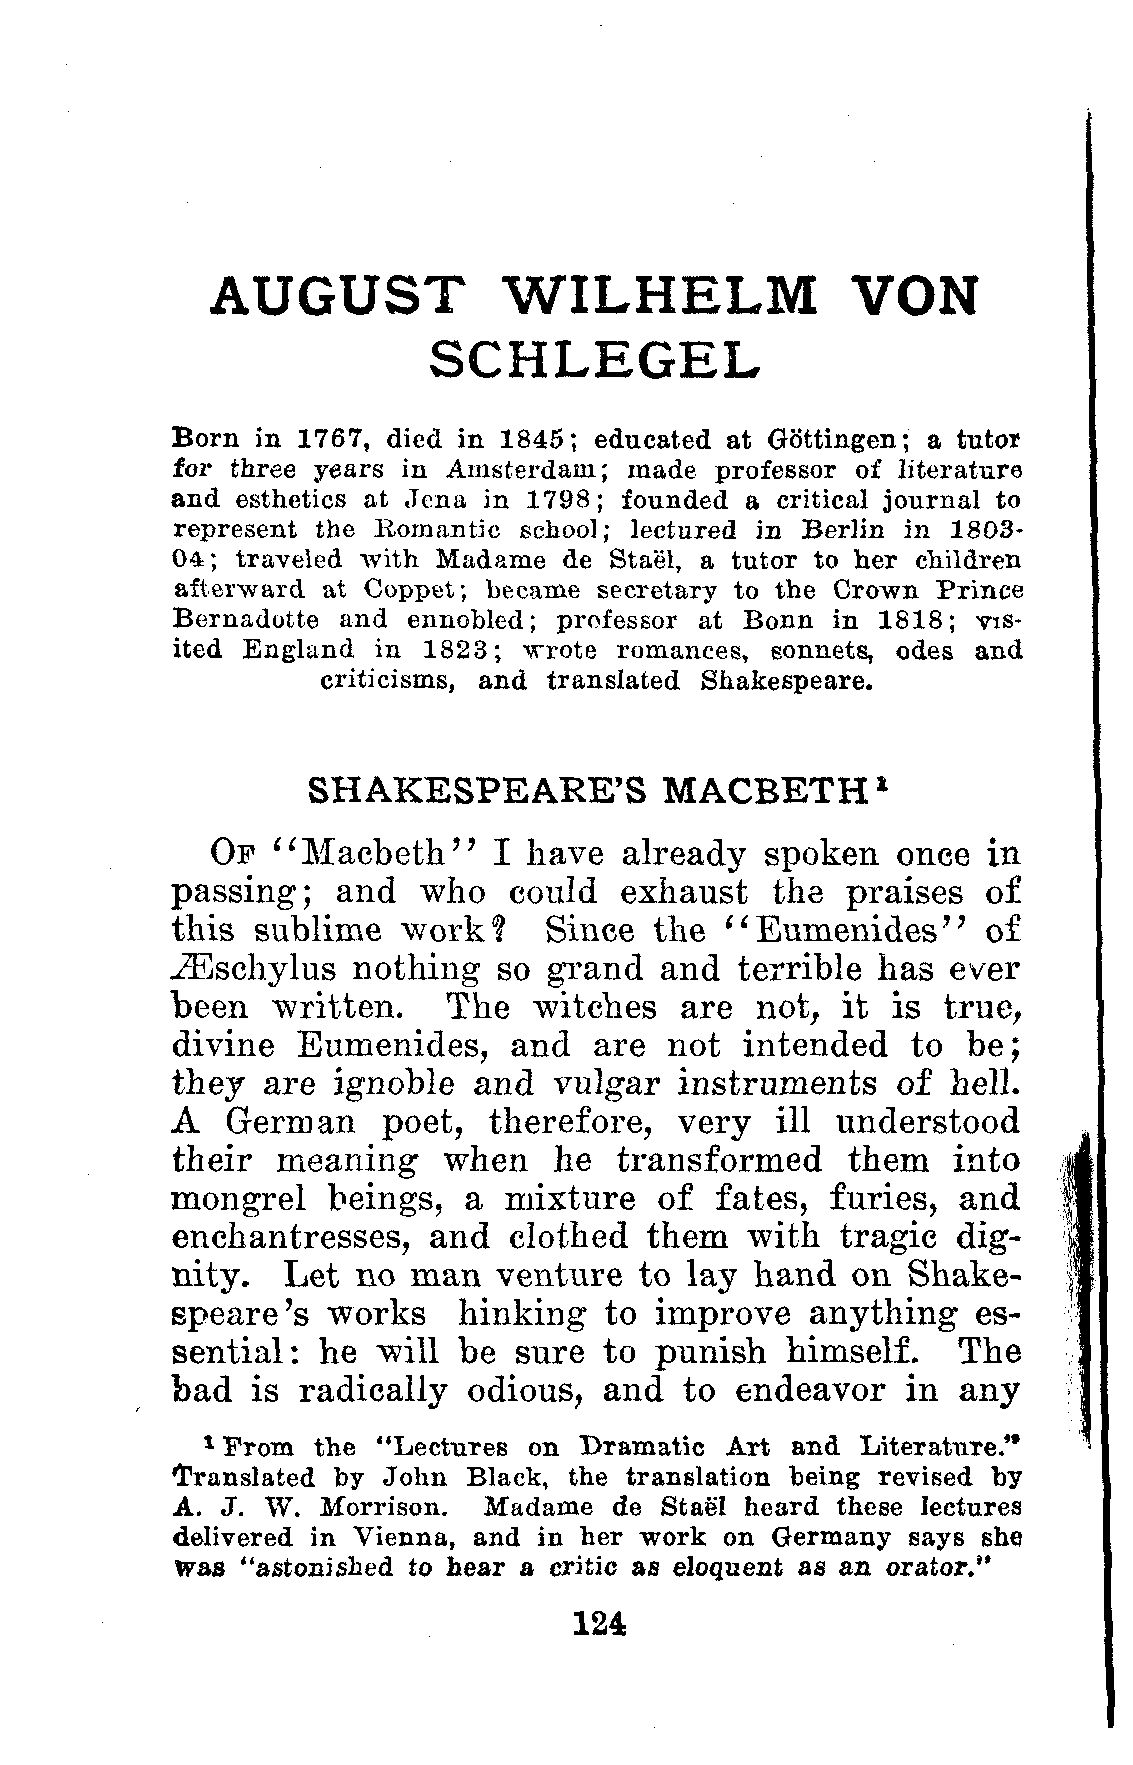 AUGUST WILHELM VON
SCHLEGEL
Born in 1767, died in 1845; educated at Göttingen; a tutor
for three years in Amsterdam; made professor of literature
and esthetics at Jena in 1798; founded a critical journal to
represent the Romantic school; lectured in Berlin in 1803-
04; traveled with Madame de Staël, a tutor to her children
afterward at Coppet; became secretary to the Crown Prince
Bernadotte and ennobled; professor at Bonn in 1818; vis-
ited England in 1823; wrote romances, sonnets, odes and
criticisms, and translated Shakespeare.
SHAKESPEARE'S MACBETH¹
OF "Macbeth" I have already spoken once in
passing; and who could exhaust the praises of
this sublime work? Since the "Eumenides" of
Æschylus nothing so grand and terrible has ever
been written. The witches are not, it is true,
divine Eumenides, and are not intended to be;
they are ignoble and vulgar instruments of hell.
A German poet, therefore, very ill understood
their meaning when he transformed them into
mongrel beings, a mixture of fates, furies, and
enchantresses, and clothed them with tragic dig-
nity. Let no man venture to lay hand on Shake-
speare's works hinking to improve anything es-
sential: he will be sure to punish himself. The
bad is radically odious, and to endeavor in any
¹ From the "Lectures on Dramatic Art and Literature."
Translated by John Black, the translation being revised by
A. J. W. Morrison. Madame de Staël heard these lectures
delivered in Vienna, and in her work on Germany says she
was "astonished to hear a critic as eloquent as an orator."
124